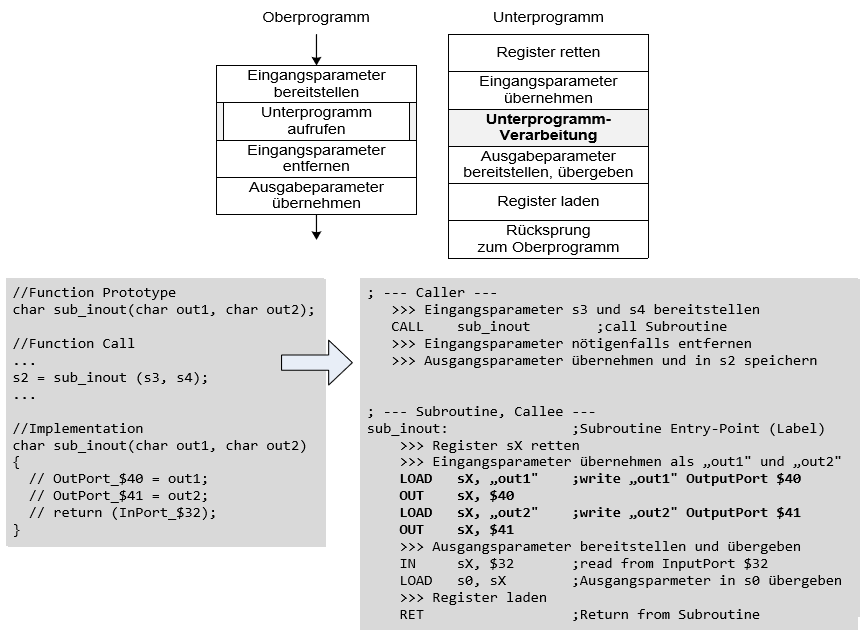 Oberprogramm
Eingangsparameter
bereitstellen
Unterprogramm
aufrufen
Eingangsparameter
entfernen
Ausgabeparameter
übernehmen
Unterprogramm
Register retten
Eingangsparameter
übernehmen
Unterprogramm-
Verarbeitung
Ausgabeparameter
bereitstellen, übergeben
Register laden
Rücksprung
zum Oberprogramm
//Function Prototype
char sub_inout(char out1, char out2);
//Function Call
...
s2 = sub_inout (s3, s4);
...
//Implementation
char sub_inout(char out1, char out2)
{
// OutPort_$40 = out1;
// OutPort_$41 = out2;
// return (InPort_$32);
}
; --- Caller ---
>>> Eingangsparameter s3 und s4 bereitstellen
CALL sub_inout ;call Subroutine
>>> Eingangsparameter nötigenfalls entfernen
>>> Ausgangsparameter übernehmen und in s2 speichern
; --- Subroutine, Callee ---
sub_inout: ;Subroutine Entry-Point (Label)
>>> Register sX retten
>>> Eingangsparameter übernehmen als „out1" und „out2"
LOAD sX, „out1" ;write „out1" OutputPort $40
OUT sX, $40
LOAD sX, „out2" ;write „out2" OutputPort $41
OUT sX, $41
>>> Ausgangsparameter bereitstellen und übergeben
IN sX, $32 ;read from InputPort $32
LOAD s0, sX ;Ausgangsparmeter in s0 übergeben
>>> Register laden
RET ;Return from Subroutine